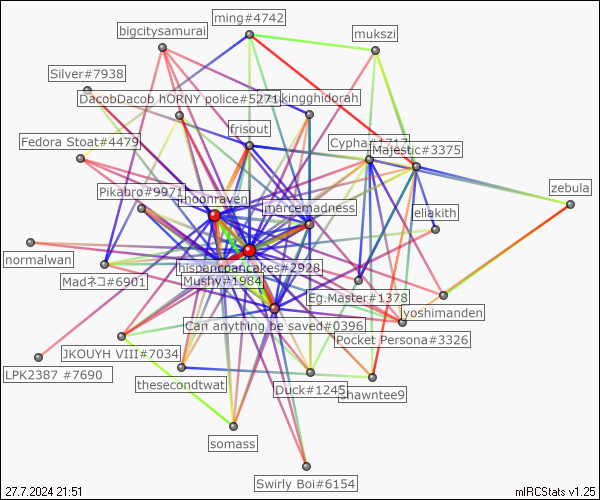 ming#4742
bigcitysamurai
mukszi
Silver#7938
DacobDacob hORNY police#5271
kingghidorah
frisout
Fedora Stoat#4479
Cypha#1717
Majestic#3375
zebula
Pikabro#9971
rhoonraven
marcemadness
eliakith
normalwan
hispancpancakes#2928
Madネコ#6901
Mushy#1984
Eg.Master#1378
yoshimanden
Can anything be saved#0396
Pocket Persona#3326
JKOUYH VIII#7034
LPK2387 #7690
thesecondtwat
Duck#1245
shawntee9
somass
Swirly Boi#6154
27.7.2024 21:51
mIRCStats v1.25